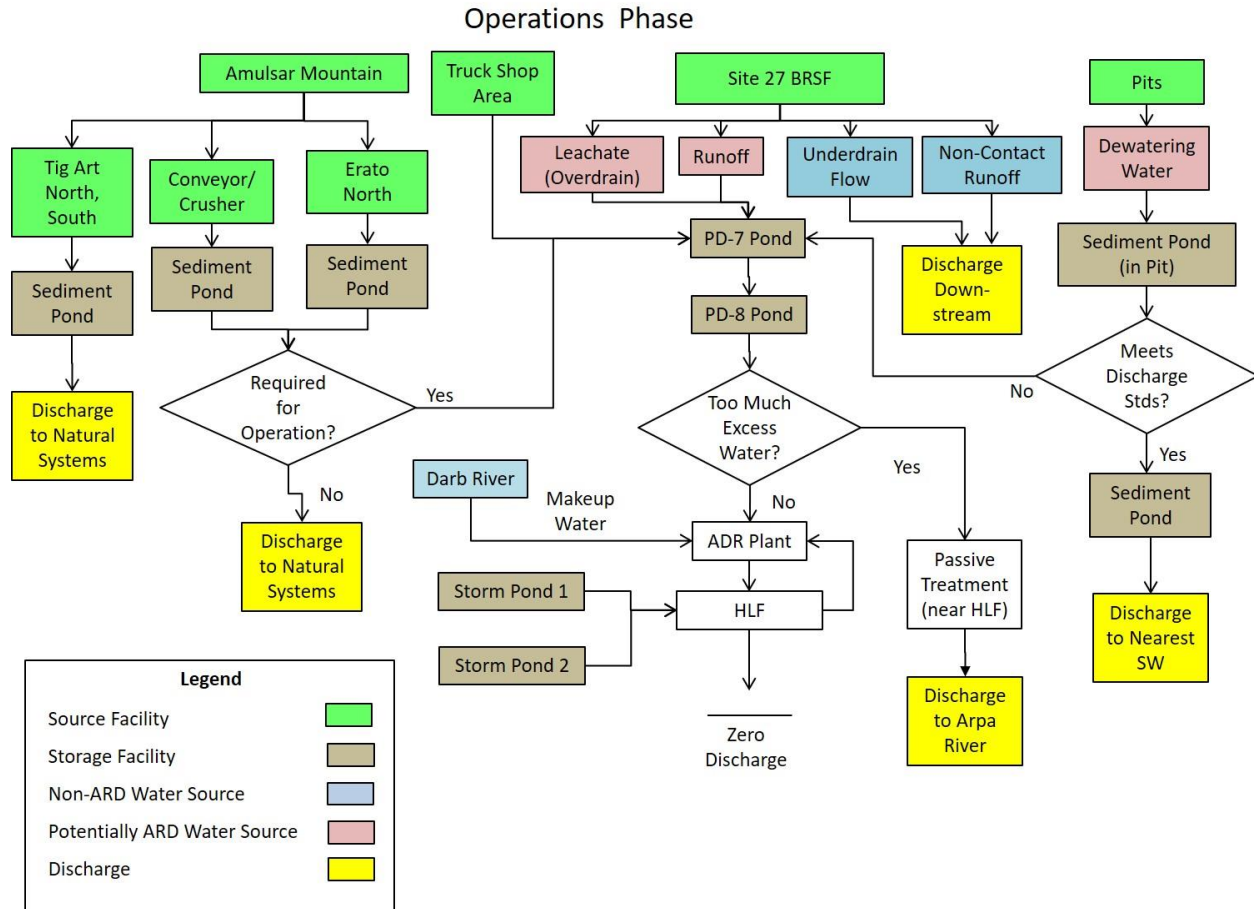 Operations Phase
Amulsar Mountain
Truck Shop
Area
Site 27 BRSF
Pits
Tig Art
North,
South
Conveyor/
Crusher
Erato
North
Leachate
(Overdrain)
Runoff
Underdrain
Flow
Non-Contact
Runoff
Dewatering
Water
Sediment
Pond
Sediment
Pond
Sediment
Pond
PD-7 Pond
Discharge
Down-
stream
Sediment Pond
(in Pit)
PD-8 Pond
Required
for
Operation?
Yes
No
Too Much
Excess
Water?
Yes
No
Meets
Discharge
Stds?
No
Yes
Discharge
to Natural
Systems
Discharge
to Natural
Systems
Darb River
Makeup
Water
ADR Plant
Storm Pond 1
HLF
Storm Pond 2
Passive
Treatment
(near HLF)
Sediment
Pond
Discharge
to Nearest
SW
Zero
Discharge
Discharge
to Arpa
River
Legend
Source Facility
Storage Facility
Non-ARD Water Source
Potentially ARD Water Source
Discharge